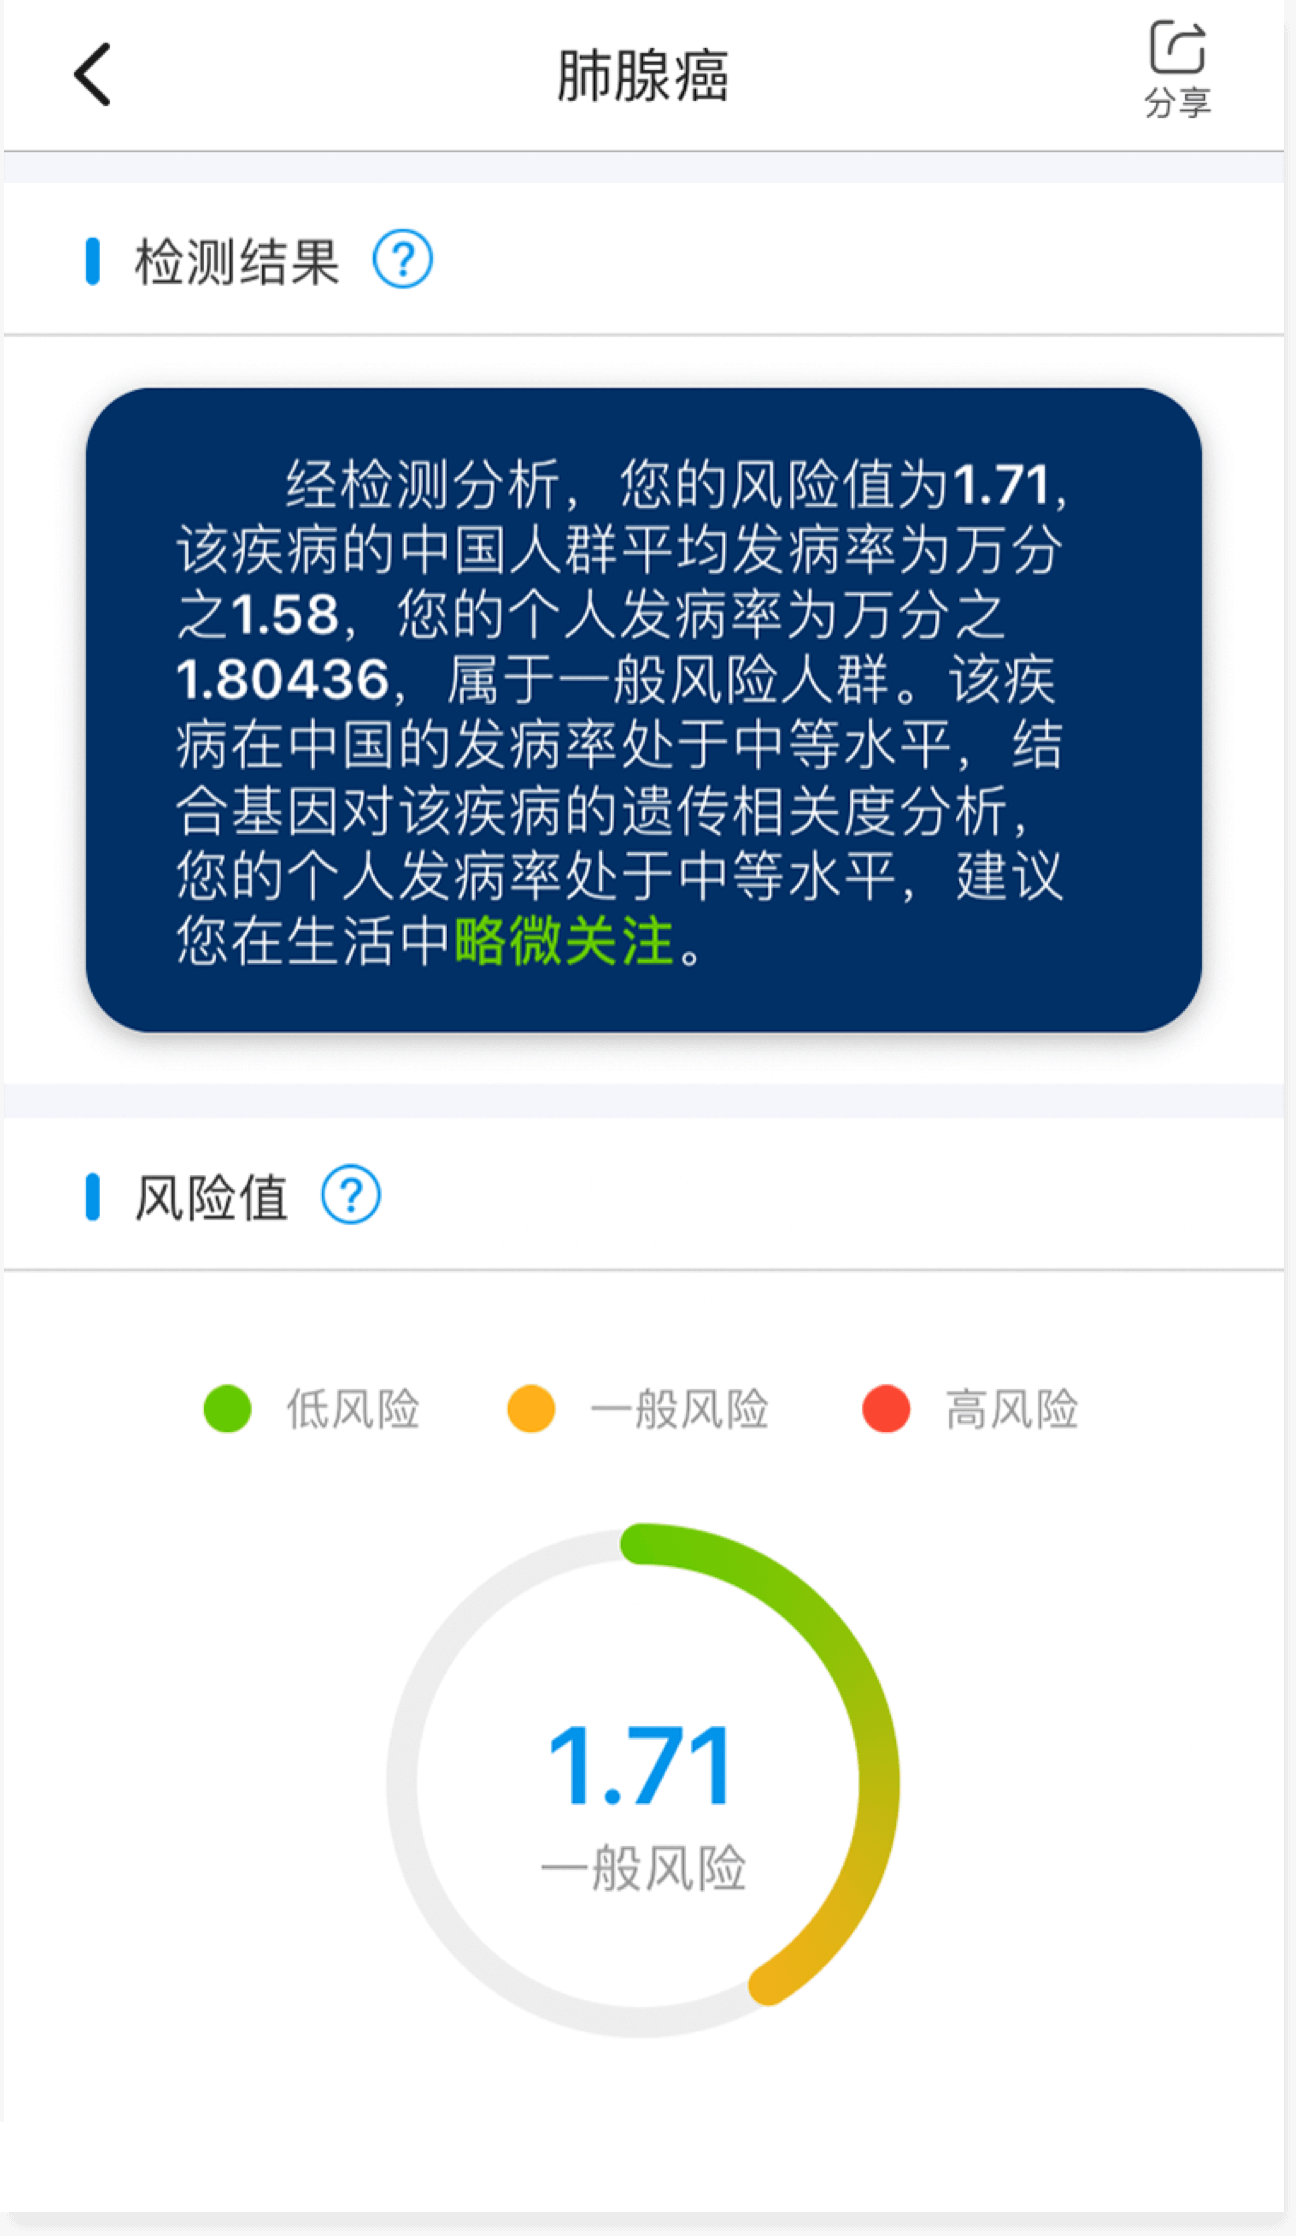 肺腺癌
分享
检测结果 ?
经检测分析，您的风险值为1.71，
该疾病的中国人群平均发病率为万分
之1.58，您的个人发病率为万分之
1.80436，属于一般风险人群。该疾
病在中国的发病率处于中等水平，结
合基因对该疾病的遗传相关度分析，
您的个人发病率处于中等水平，建议
您在生活中略微关注。
风险值 ?
低风险 一般风险 高风险
1.71
一般风险